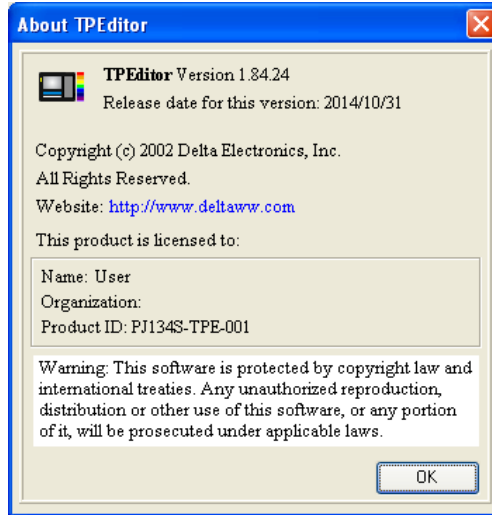 About TPEditor
TPEditor Version 1.84.24
Release date for this version: 2014/10/31
Copyright (c) 2002 Delta Electronics, Inc.
All Rights Reserved.
Website: http://www.deltaww.com
This product is licensed to:
Name: User
Organization:
Product ID: PJ134S-TPE-001
Warning: This software is protected by copyright law and
international treaties. Any unauthorized reproduction,
distribution or other use of this software, or any portion
of it, will be prosecuted under applicable laws.
OK